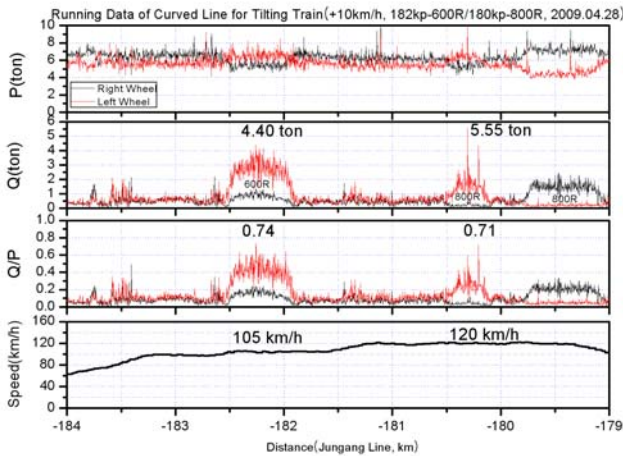 Running Data of Curved Line for Tilting Train(+10km/h, 182kp-600R/180kp-800R, 2009.04.28)
P(ton)
10
8
6
4
2
0
Right Wheel
Left Wheel
Q(ton)
6
5
4
3
2
1
0
4.40 ton
5.55 ton
600R
800R
800R
Q/P
1.0
0.8
0.6
0.4
0.2
0.0
0.74
0.71
Speed(km/h)
160
120
80
40
0
105 km/h
120 km/h
-184
-183
-182
-181
-180
-179
Distance(Jungang Line, km)